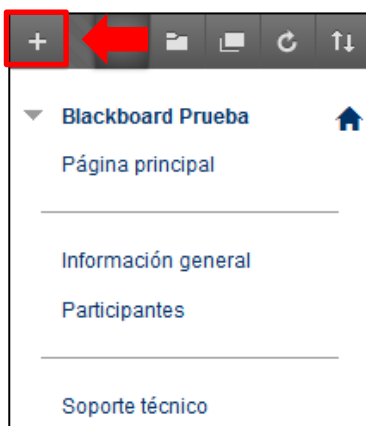 Blackboard Prueba
Página principal
Información general
Participantes
Soporte técnico